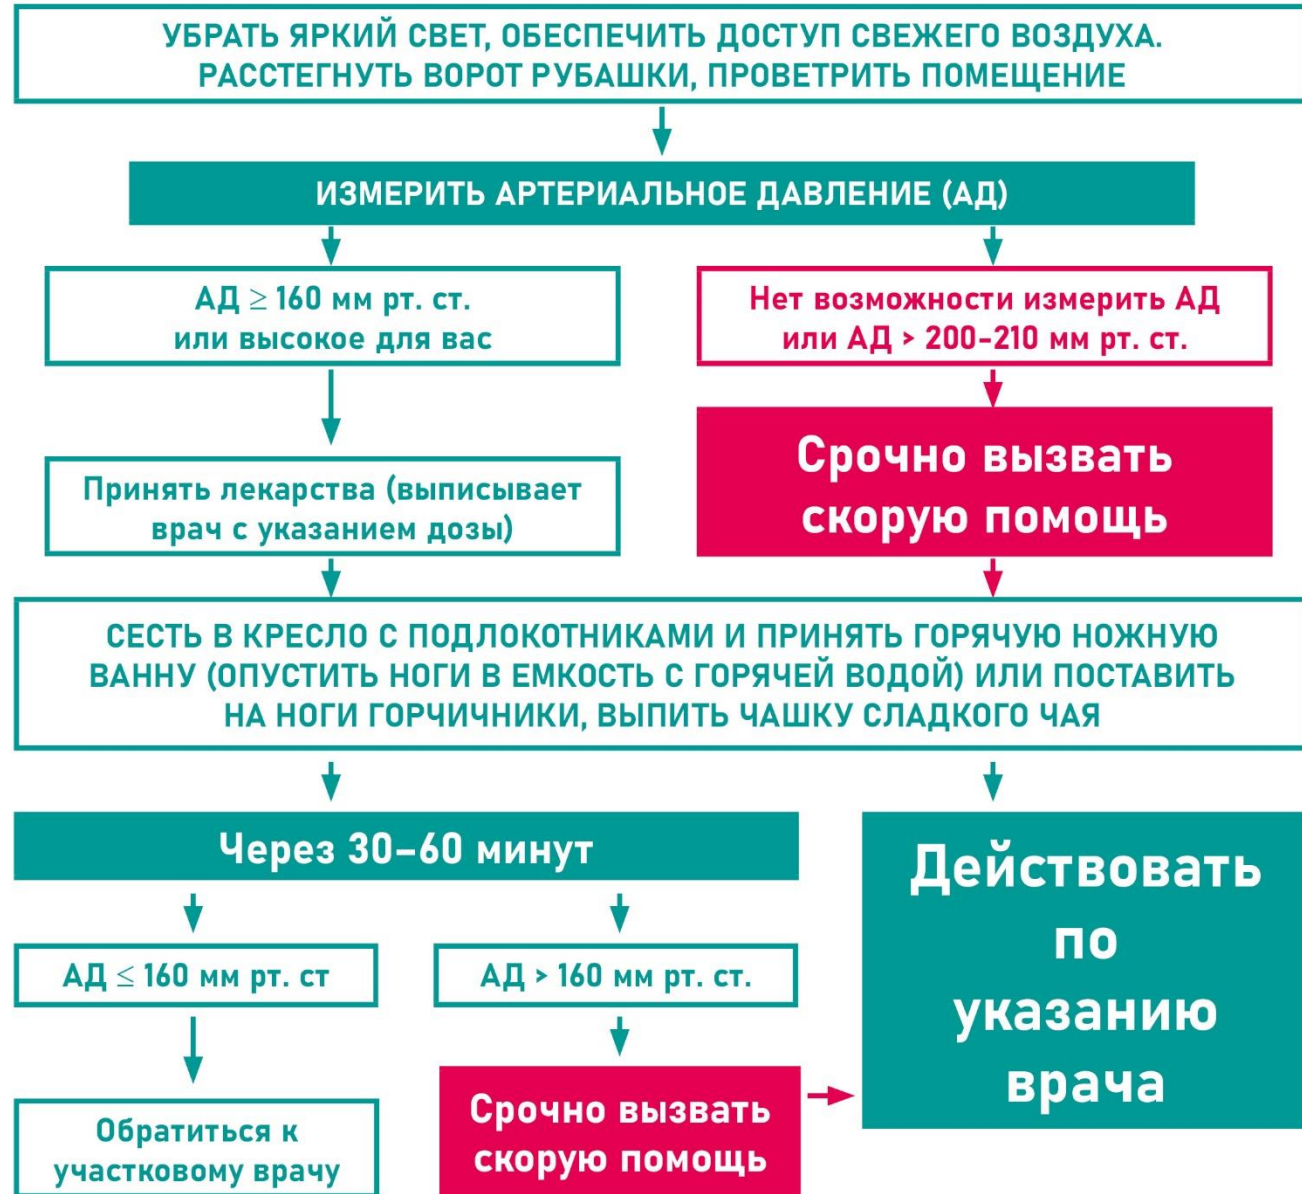 УБРАТЬ ЯРКИЙ СВЕТ, ОБЕСПЕЧИТЬ ДОСТУП СВЕЖЕГО ВОЗДУХА.
РАССТЕГНУТЬ ВОРОТ РУБАШКИ, ПРОВЕТРИТЬ ПОМЕЩЕНИЕ
ИЗМЕРИТЬ АРТЕРИАЛЬНОЕ ДАВЛЕНИЕ (АД)
АД ≥ 160 мм рт. ст.
или высокое для вас
Нет возможности измерить АД
или АД > 200–210 мм рт. ст.
Принять лекарства (выписывает
врач с указанием дозы)
Срочно вызвать
скорую помощь
СЕСТЬ В КРЕСЛО С ПОДЛОКОТНИКАМИ И ПРИНЯТЬ ГОРЯЧУЮ НОЖНУЮ
ВАННУ (ОПУСТИТЬ НОГИ В ЕМКОСТЬ С ГОРЯЧЕЙ ВОДОЙ) ИЛИ ПОСТАВИТЬ
НА НОГИ ГОРЧИЧНИКИ, ВЫПИТЬ ЧАШКУ СЛАДКОГО ЧАЯ
Через 30–60 минут
АД ≤ 160 мм рт. ст
АД > 160 мм рт. ст.
Обратиться к
участковому врачу
Срочно вызвать
скорую помощь
Действовать
по
указанию
врача